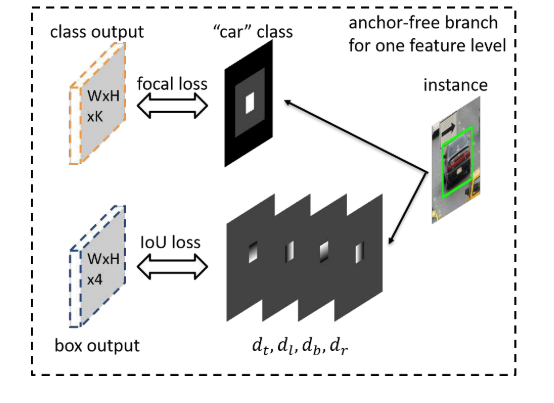 class output
"car" class
anchor-free branch
for one feature level
focal loss
instance
WxH
xK
IoU loss
WxH
x4
box output
d_t, d_l, d_b, d_r